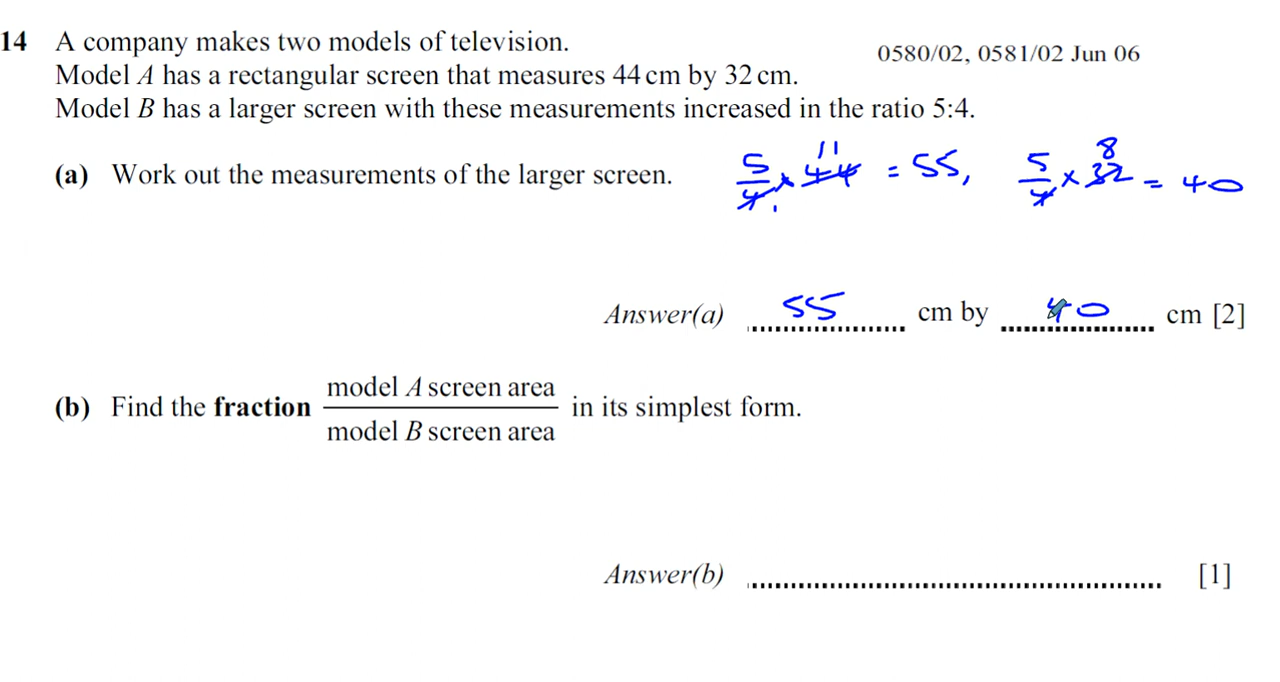 14 A company makes two models of television.
0580/02, 0581/02 Jun 06
Model A has a rectangular screen that measures 44 cm by 32 cm.
Model B has a larger screen with these measurements increased in the ratio 5:4.
(a) Work out the measurements of the larger screen.
5/4 × 44 11 = 55, 5/4 × 32 8 = 40
Answer(a) 55 cm by 40 cm [2]
(b) Find the fraction model A screen area / model B screen area in its simplest form.
Answer(b) [1]